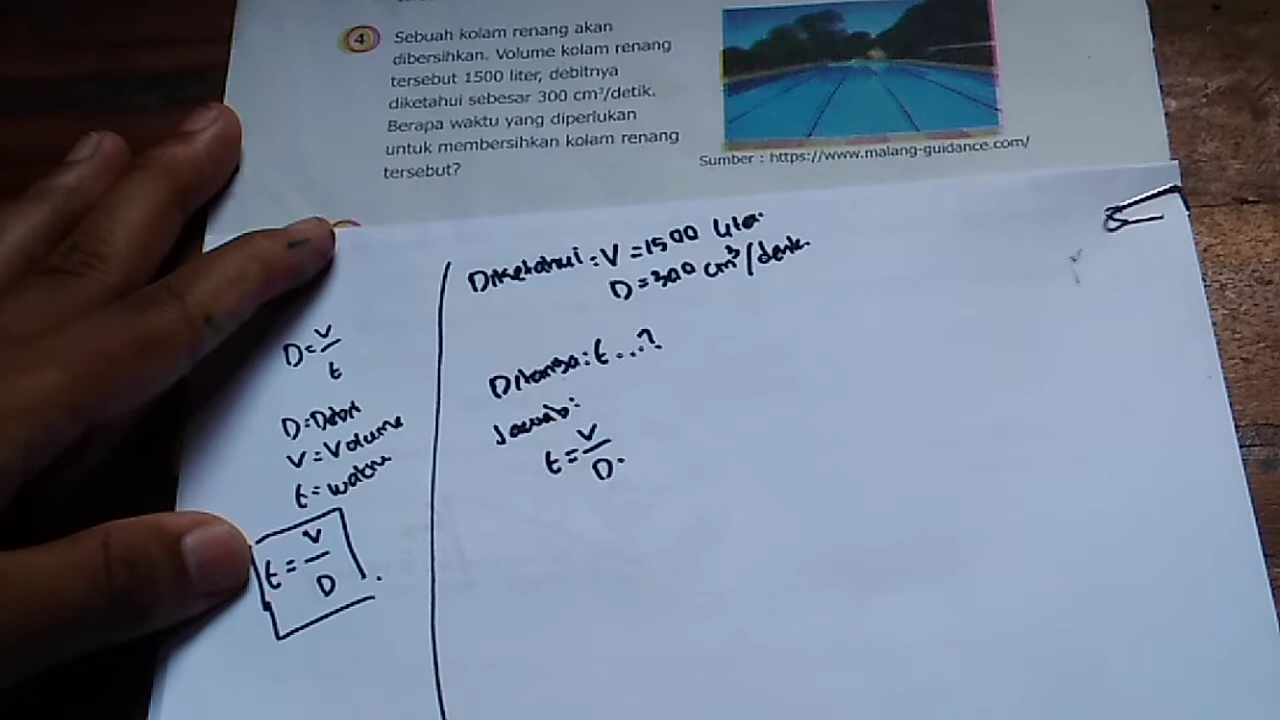 4
Sebuah kolam renang akan
dibersihkan. Volume kolam renang
tersebut 1500 liter, debitnya
diketahui sebesar 300 cm³/detik.
Berapa waktu yang diperlukan
untuk membersihkan kolam renang
tersebut?
Sumber : https://www.malang-guidance.com/
Diketahui: V = 1500 liter
D = 300 cm³/detik.
Ditanya: t...?
Jawab:
t = V/D.
D = V/t
D = Debit
V = Volume
t = waktu
t = V/D.